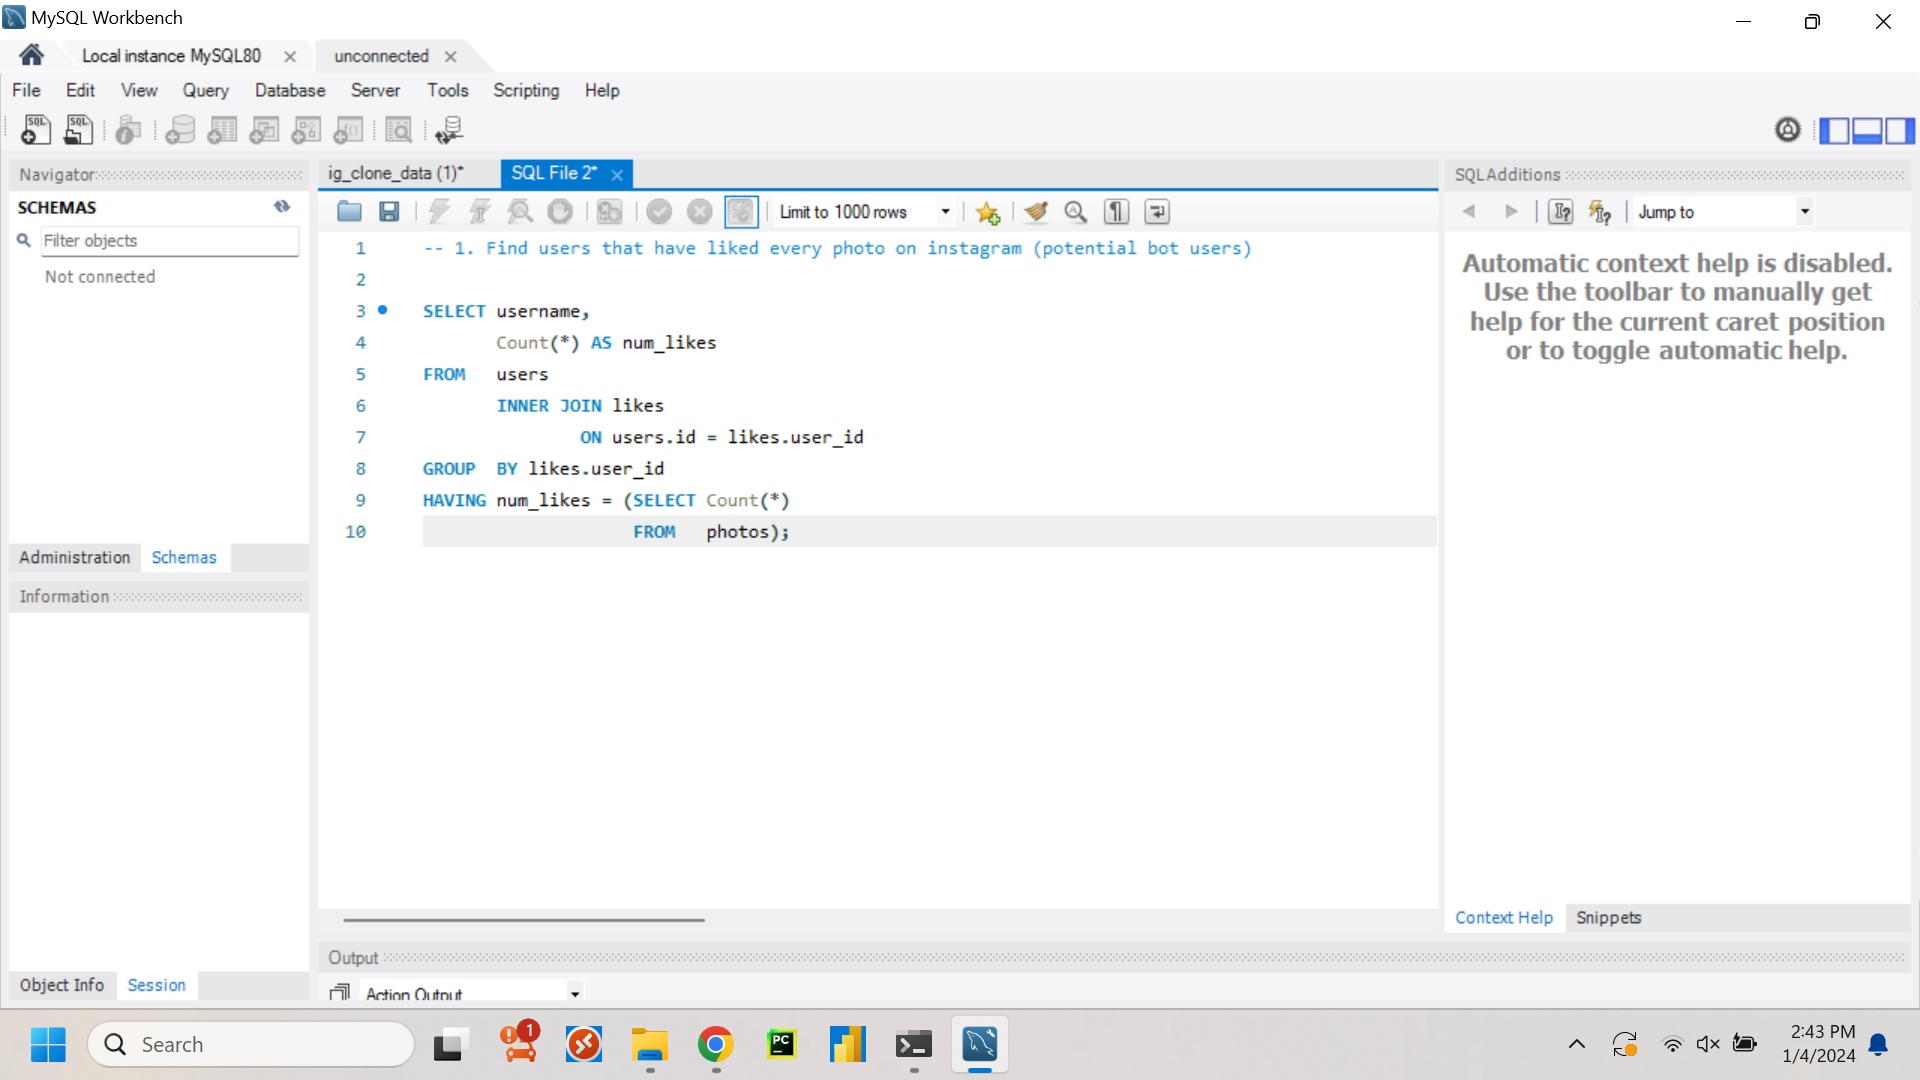 MySQL Workbench
Local instance MySQL80
unconnected
File Edit View Query Database Server Tools Scripting Help
SQL SQL
Navigator
SCHEMAS
Filter objects
Not connected
Administration Schemas
Information
Object Info Session
ig_clone_data (1)* SQL File 2*
Limit to 1000 rows
1 -- 1. Find users that have liked every photo on instagram (potential bot users)
2
3 SELECT username,
4 Count(*) AS num_likes
5 FROM users
6 INNER JOIN likes
7 ON users.id = likes.user_id
8 GROUP BY likes.user_id
9 HAVING num_likes = (SELECT Count(*)
10 FROM photos);
Output
Action Output
SQLAdditions
Jump to
Automatic context help is disabled.
Use the toolbar to manually get
help for the current caret position
or to toggle automatic help.
Context Help Snippets
Search
1
PC
2:43 PM
1/4/2024